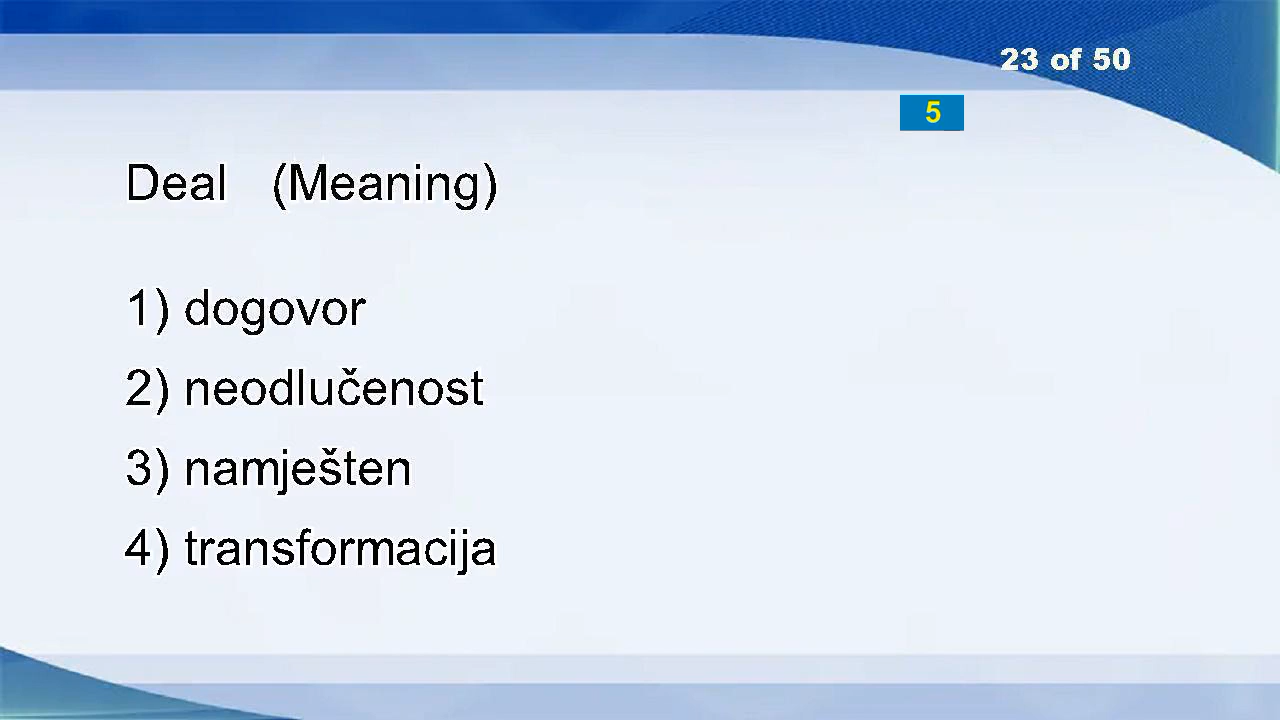 23 of 50
5
Deal (Meaning)
1) dogovor
2) neodlučenost
3) namješten
4) transformacija